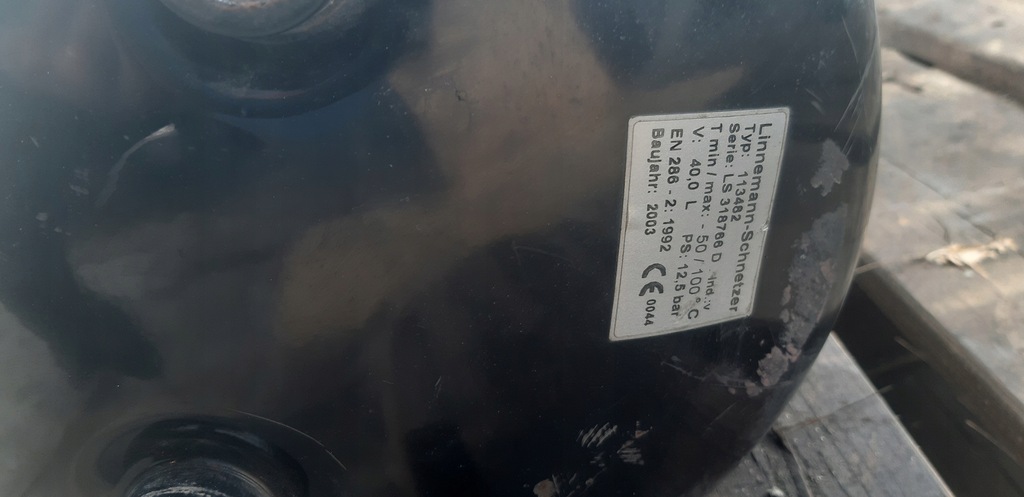 Linnemann-Schnetzer
Typ: 113482
Serie: LS 318766 D Ind.:v
T min / max: - 50 / 100° C
V: 40,0 L PS: 12,5 bar
EN 286 - 2: 1992
Baujahr: 2003 CE 0044